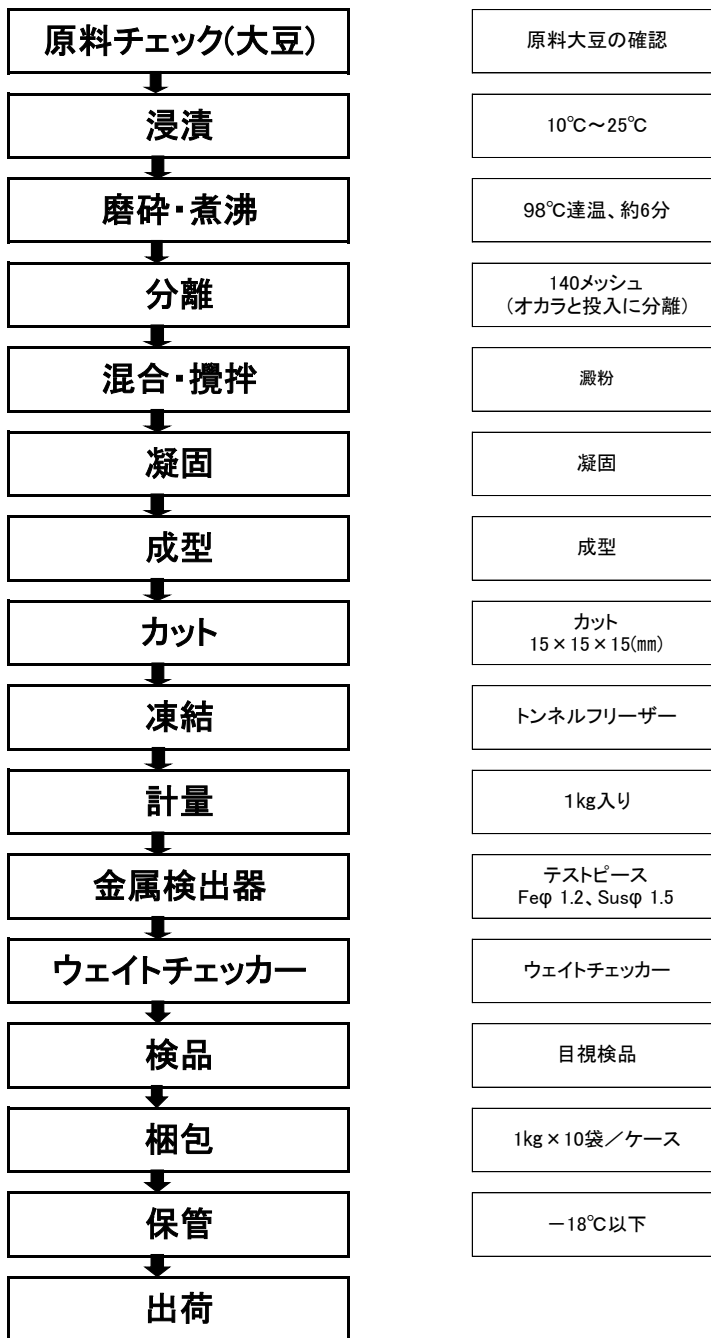 原料チェック(大豆)
原料大豆の確認
浸漬
10℃～25℃
磨砕・煮沸
98℃達温、約6分
分離
140メッシュ
(オカラと投入に分離)
混合・攪拌
澱粉
凝固
凝固
成型
成型
カット
カット
15×15×15(㎜)
凍結
トンネルフリーザー
計量
1kg入り
金属検出器
テストピース
Feφ 1.2、Susφ 1.5
ウェイトチェッカー
ウェイトチェッカー
検品
目視検品
梱包
1kg×10袋／ケース
保管
－18℃以下
出荷